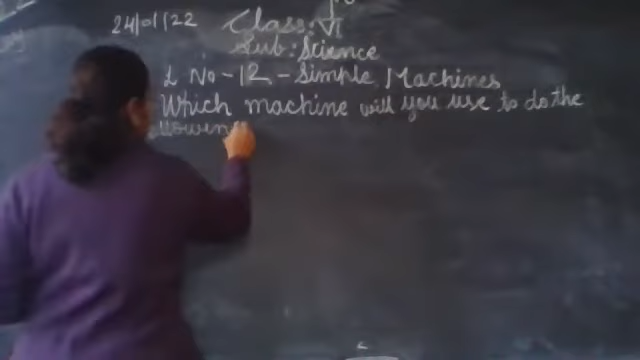 24/01/22 Class:VI
Sub: Science
L No-12-Simple Machines
Which machine will you use to do the